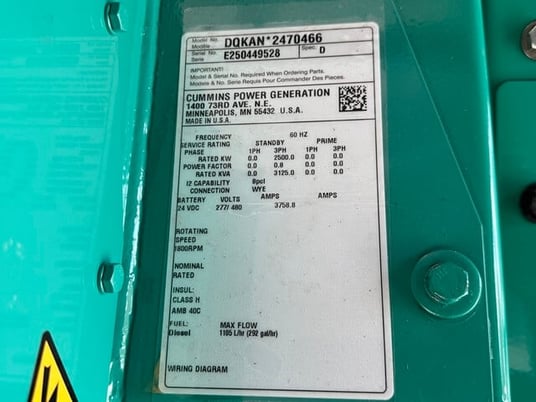 Model No. DQKAN*2470466
Modèle
Serial No. E250449528 Spec. D
Serie
IMPORTANT!
Model & Serial No. Required When Ordering Parts.
Modele & No. Serie Requis Pour Commander Des Pieces.
CUMMINS POWER GENERATION
1400 73RD AVE. N.E.
MINNEAPOLIS, MN 55432 U.S.A.
MADE IN U.S.A.
FREQUENCY 60 HZ
SERVICE RATING STANDBY PRIME
PHASE 1PH 3PH 1PH 3PH
RATED KW 0.0 2500.0 0.0 0.0
POWER FACTOR 0.0 0.8 0.0 0.0
RATED KVA 0.0 3125.0 0.0 0.0
I2 CAPABILITY 8pct
CONNECTION WYE
BATTERY VOLTS AMPS AMPS
24 VDC 277/ 480 3758.8
ROTATING
SPEED
1800RPM
NOMINAL
RATED
INSUL:
CLASS H
AMB 40C
FUEL: MAX FLOW
Diesel 1105 L/hr (292 gal/hr)
WIRING DIAGRAM